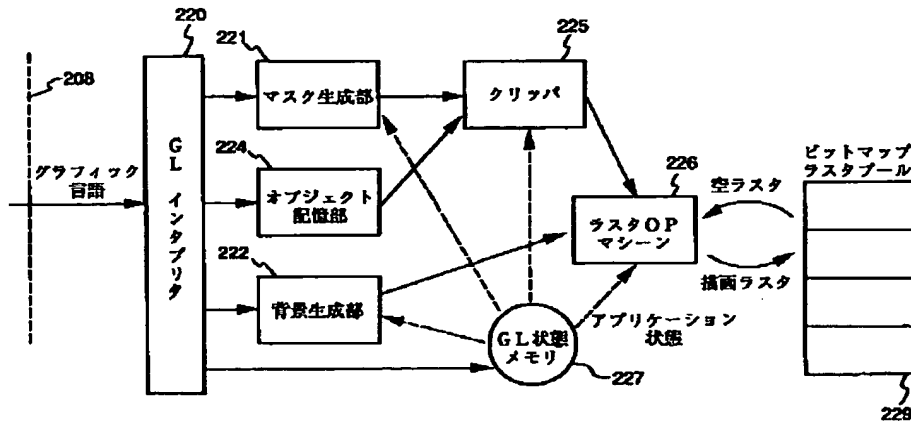 220
221
225
208
マスク生成部
クリッパ
グラフィック
言語
GL インタプリタ
224
オブジェクト
記憶部
226
ラスタOP
マシーン
ビットマップ
ラスタプール
空ラスタ
描画ラスタ
222
背景生成部
GL状態
メモリ
アプリケーション
状態
227
229